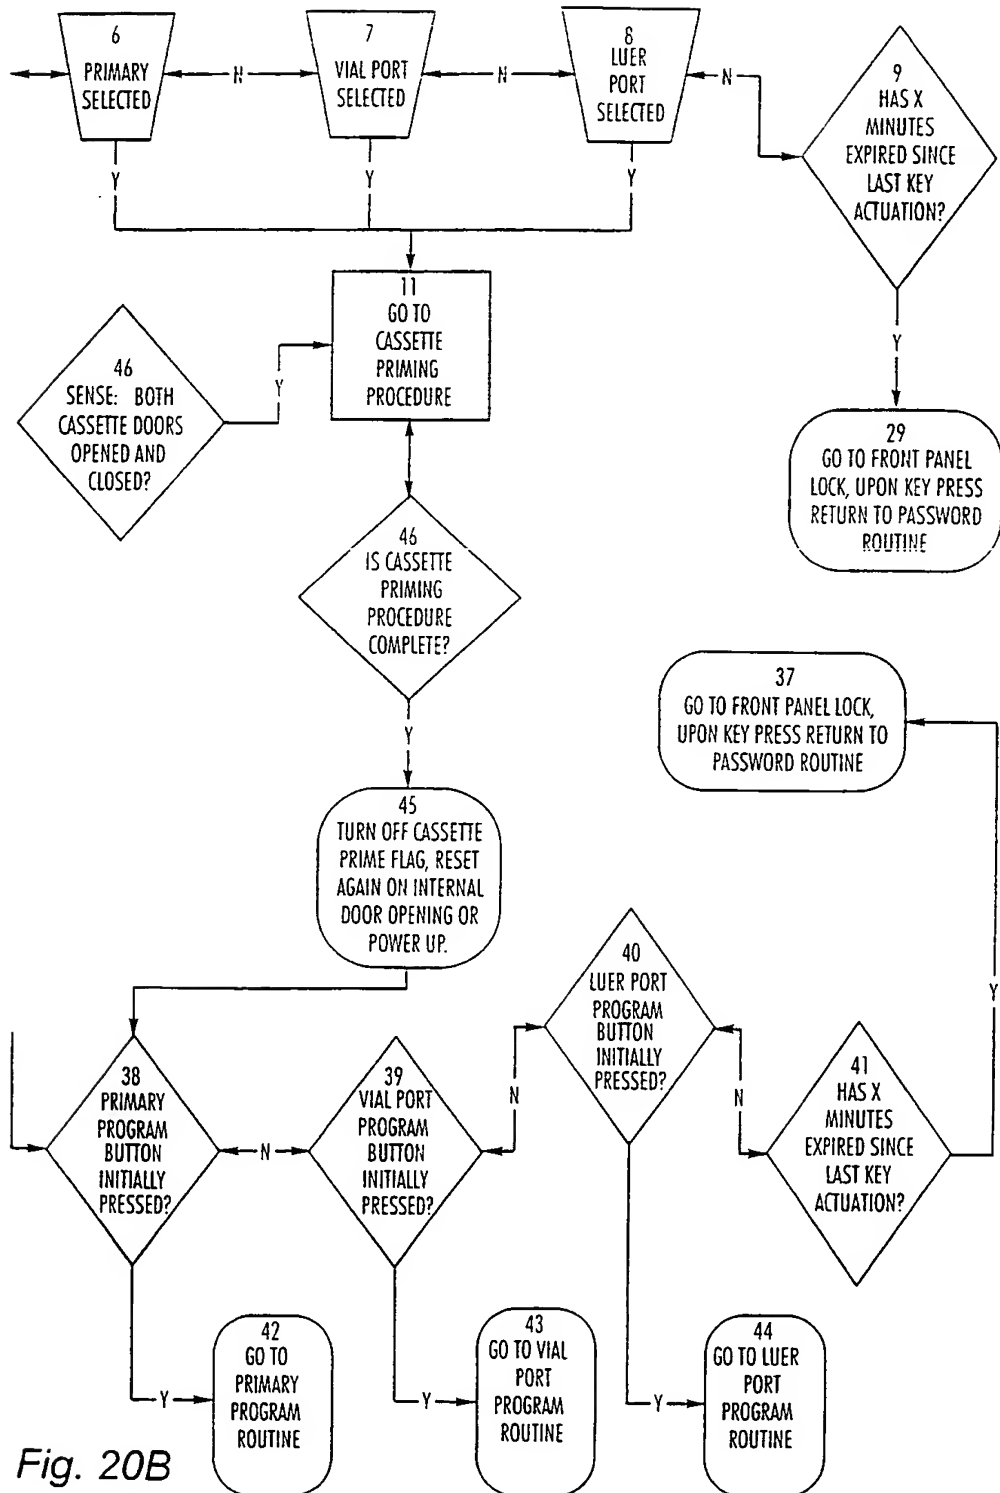 6
PRIMARY
SELECTED
N
7
VIAL PORT
SELECTED
N
8
LUER
PORT
SELECTED
N
9
HAS X
MINUTES
EXPIRED SINCE
LAST KEY
ACTUATION?
Y
Y
Y
Y
11
GO TO
CASSETTE
PRIMING
PROCEDURE
46
SENSE: BOTH
CASSETTE DOORS
OPENED AND
CLOSED?
Y
29
GO TO FRONT PANEL
LOCK, UPON KEY PRESS
RETURN TO PASSWORD
ROUTINE
46
IS CASSETTE
PRIMING
PROCEDURE
COMPLETE?
Y
37
GO TO FRONT PANEL LOCK,
UPON KEY PRESS RETURN TO
PASSWORD ROUTINE
45
TURN OFF CASSETTE
PRIME FLAG, RESET
AGAIN ON INTERNAL
DOOR OPENING OR
POWER UP.
38
PRIMARY
PROGRAM
BUTTON
INITIALLY
PRESSED?
N
39
VIAL PORT
PROGRAM
BUTTON
INITIALLY
PRESSED?
N
40
LUER PORT
PROGRAM
BUTTON
INITIALLY
PRESSED?
N
41
HAS X
MINUTES
EXPIRED SINCE
LAST KEY
ACTUATION?
Y
Y
42
GO TO
PRIMARY
PROGRAM
ROUTINE
Y
43
GO TO VIAL
PORT
PROGRAM
ROUTINE
Y
44
GO TO LUER
PORT
PROGRAM
ROUTINE
Fig. 20B